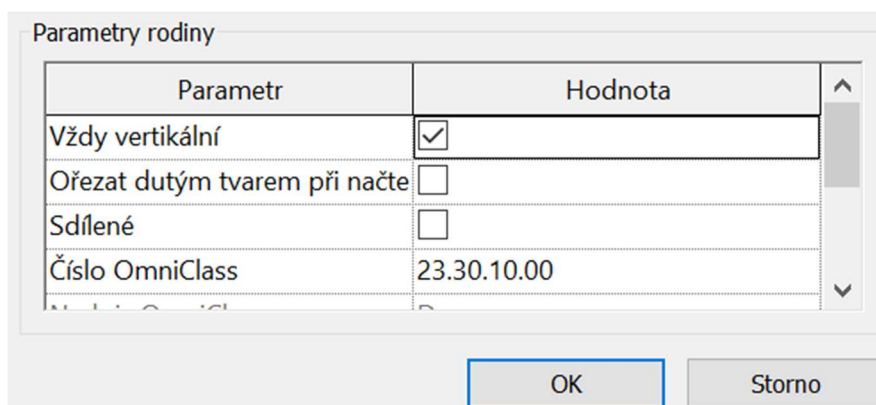 Parametry rodiny
Parametr Hodnota
Vždy vertikální
Ořezat dutým tvarem při načte
Sdílené
Číslo OmniClass 23.30.10.00
OK Storno